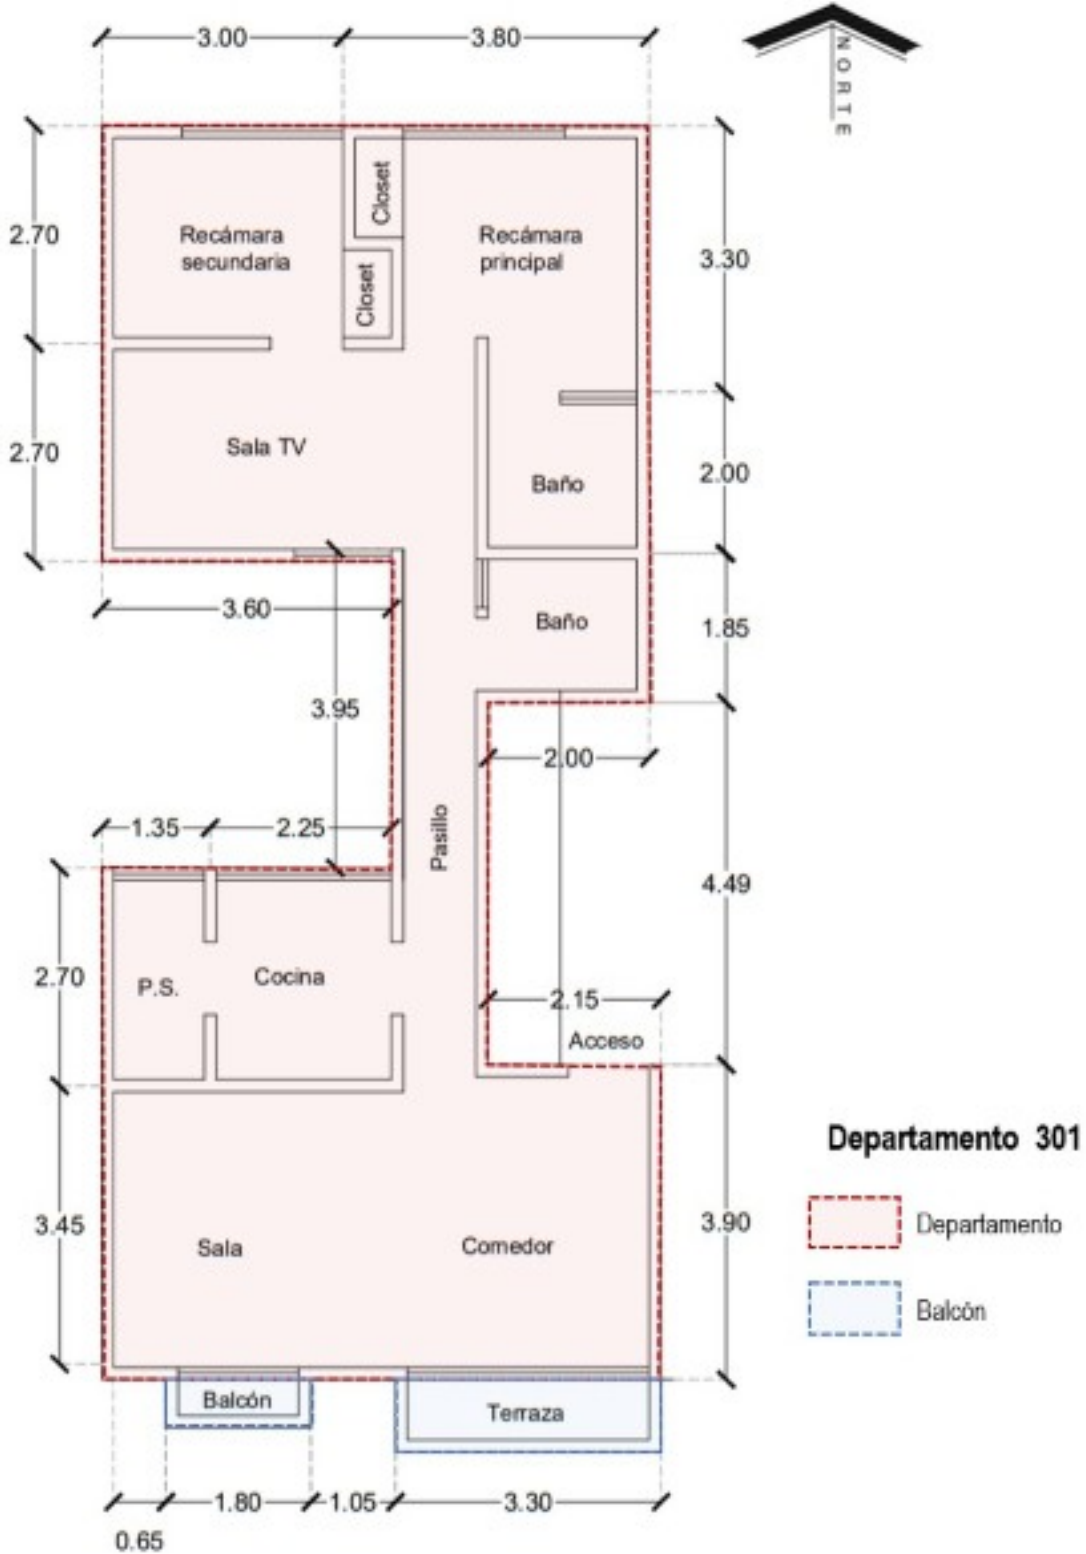 3.00
3.80
NORTE
Closet
2.70
Recámara
secundaria
Recámara
principal
3.30
Closet
2.70
Sala TV
2.00
Baño
3.60
Baño
1.85
3.95
2.00
1.35
2.25
Pasillo
4.49
2.70
P.S.
Cocina
2.15
Acceso
Departamento 301
3.45
Sala
Comedor
3.90
Departamento
Balcón
Balcón
Terraza
1.80
1.05
3.30
0.65